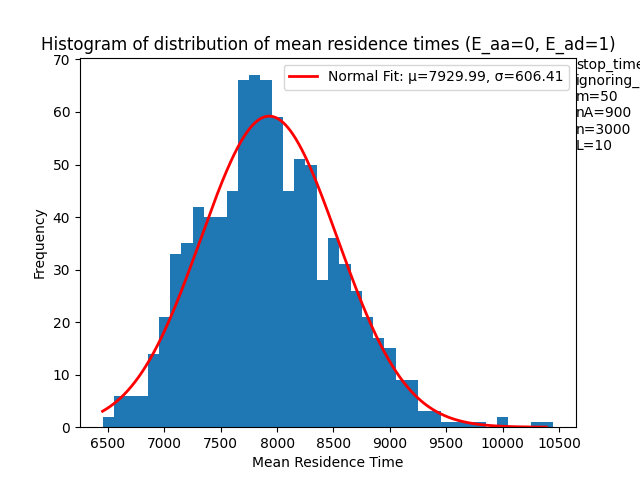 Histogram of distribution of mean residence times (E_aa=0, E_ad=1)
Normal Fit: μ=7929.99, σ=606.41
stop_time
ignoring_
m=50
nA=900
n=3000
L=10
Frequency
70
60
50
40
30
20
10
0
6500 7000 7500 8000 8500 9000 9500 10000 10500
Mean Residence Time